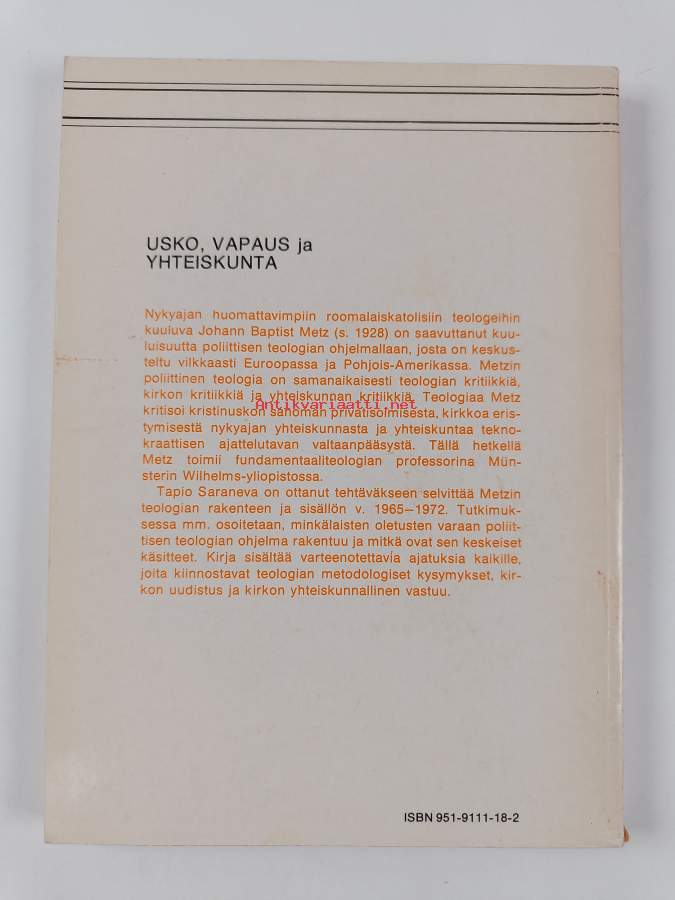 USKO, VAPAUS ja
YHTEISKUNTA
Nykyajan huomattavimpiin roomalaiskatolisiin teologeihin
kuuluva Johann Baptist Metz (s. 1928) on saavuttanut kuu-
luisuutta poliittisen teologian ohjelmallaan, josta on keskus-
teltu vilkkaasti Euroopassa ja Pohjois-Amerikassa. Metzin
poliittinen teologia on samanaikaisesti teologian kritiikkiä,
kirkon kritiikkiä ja yhteiskunnan kritiikkiä. Teologiaa Metz
Antikvariaatti.net
kritisoi kristinuskon sanoman privatisoimisesta, kirkkoa eris-
tymisestä nykyajan yhteiskunnasta ja yhteiskuntaa tekno-
kraattisen ajattelutavan valtaanpääsystä. Tällä hetkellä
Metz toimii fundamentaaliteologian professorina Mün-
sterin Wilhelms-yliopistossa.
Tapio Saraneva on ottanut tehtäväkseen selvittää Metzin
teologian rakenteen ja sisällön v. 1965–1972. Tutkimuk-
sessa mm. osoitetaan, minkälaisten oletusten varaan poliit-
tisen teologian ohjelma rakentuu ja mitkä ovat sen keskeiset
käsitteet. Kirja sisältää varteenotettavia ajatuksia kaikille,
joita kiinnostavat teologian metodologiset kysymykset, kir-
kon uudistus ja kirkon yhteiskunnallinen vastuu.
ISBN 951-9111-18-2